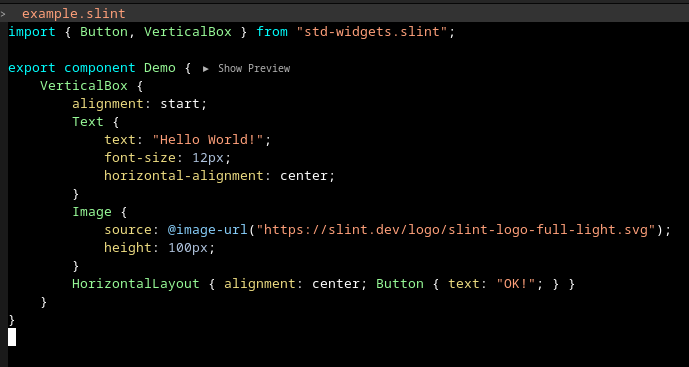 example.slint
import { Button, VerticalBox } from "std-widgets.slint";
export component Demo { ▶ Show Preview
    VerticalBox {
        alignment: start;
        Text {
            text: "Hello World!";
            font-size: 12px;
            horizontal-alignment: center;
        }
        Image {
            source: @image-url("https://slint.dev/logo/slint-logo-full-light.svg");
            height: 100px;
        }
        HorizontalLayout { alignment: center; Button { text: "OK!"; } }
    }
}